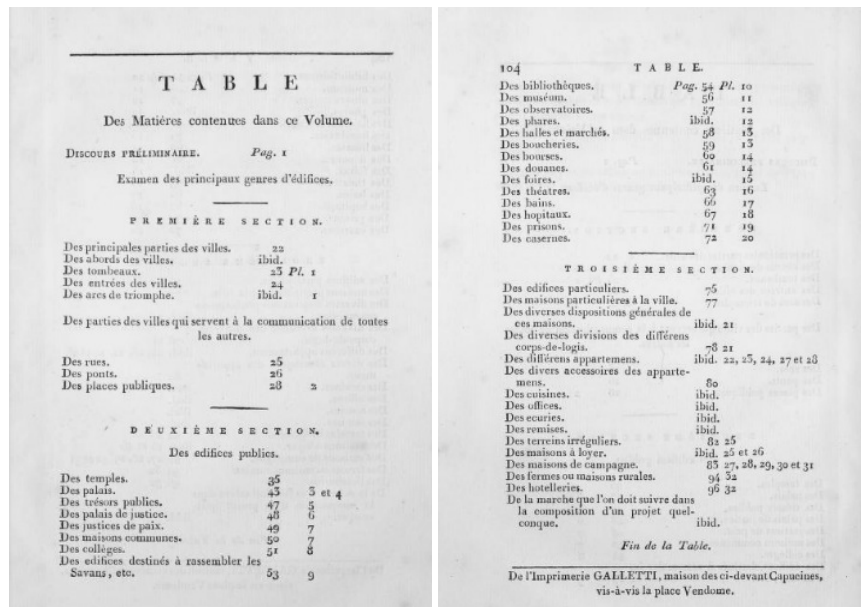 TABLE
Des Matières contenues dans ce Volume.
DISCOURS PRÉLIMINAIRE. Pag. 1
Examen des principaux genres d'édifices.
PREMIÈRE SECTION.
Des principales parties des villes. 22
Des abords des villes. ibid.
Des tombeaux. 23 Pl. 1
Des entrées des villes. 24
Des arcs de triomphe. ibid. 1
Des parties des villes qui servent à la communication de toutes
les autres.
Des rues. 25
Des ponts. 26
Des places publiques. 28 2
DEUXIÈME SECTION.
Des edifices publics.
Des temples. 35
Des palais. 43 3 et 4
Des trésors publics. 47 5
Des palais de justice. 48 6
Des justices de paix. 49 7
Des maisons communes. 50 7
Des collèges. 51 8
Des edifices destinés à rassembler les
Savans, etc. 53 9
104 TABLE.
Des bibliothèques. Pag. 54 Pl. 10
Des muséum. 56 11
Des observatoires. 57 12
Des phares. ibid. 12
Des halles et marchés. 58 13
Des boucheries. 59 13
Des bourses. 60 14
Des douanes. 61 14
Des foires. ibid. 15
Des théatres. 63 16
Des bains. 66 17
Des hopitaux. 67 18
Des prisons. 71 19
Des casernes. 72 20
TROISIÈME SECTION.
Des edifices particuliers. 75
Des maisons particulières à la ville. 77
Des diverses dispositions générales de
ces maisons. ibid. 21
Des diverses divisions des différens
corps-de-logis. 78 21
Des différens appartemens. ibid. 22, 23, 24, 27 et 28
Des divers accessoires des apparte-
mens. 80
Des cuisines. ibid.
Des offices. ibid.
Des ecuries. ibid.
Des remises. ibid.
Des terreins irréguliers. 82 25
Des maisons à loyer. ibid. 25 et 26
Des maisons de campagne. 83 27, 28, 29, 30 et 31
Des fermes ou maisons rurales. 94 32
Des hotelleries. 96 32
De la marche que l'on doit suivre dans
la composition d'un projet quel-
conque. ibid.
Fin de la Table.
De l'Imprimerie GALLETTI, maison des ci-devant Capucines,
vis-à-vis la place Vendome.